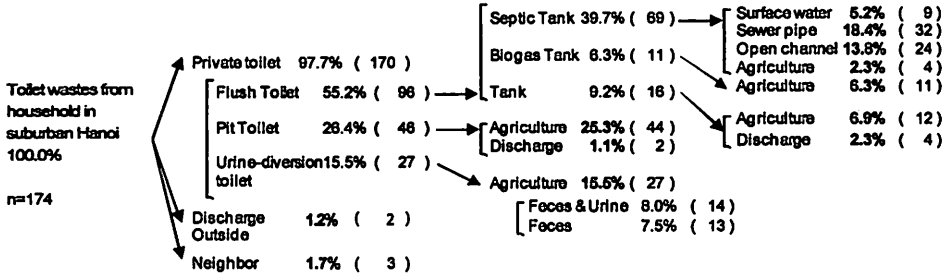 Toilet wastes from
household in
suburban Hanoi
100.0%
n=174
Private toilet 97.7% ( 170 )
Flush Toilet 55.2% ( 96 )
Pit Toilet 26.4% ( 46 )
Urine-diversion 15.5% ( 27 )
toilet
Discharge 1.2% ( 2 )
Outside
Neighbor 1.7% ( 3 )
Septic Tank 39.7% ( 69 )
Biogas Tank 6.3% ( 11 )
Tank 9.2% ( 16 )
Agriculture 25.3% ( 44 )
Discharge 1.1% ( 2 )
Agriculture 15.5% ( 27 )
Feces & Urine 8.0% ( 14 )
Feces 7.5% ( 13 )
Surface water 5.2% ( 9 )
Sewer pipe 18.4% ( 32 )
Open channel 13.8% ( 24 )
Agriculture 2.3% ( 4 )
Agriculture 6.3% ( 11 )
Agriculture 6.9% ( 12 )
Discharge 2.3% ( 4 )